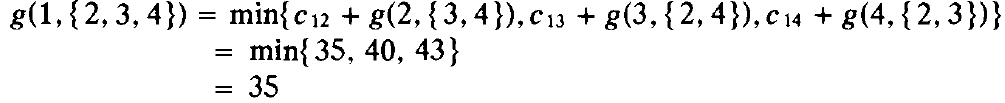 g(1, {2, 3, 4}) = min{c₁₂ + g(2, {3, 4}), c₁₃ + g(3, {2, 4}), c₁₄ + g(4, {2, 3})}
= min{35, 40, 43}
= 35